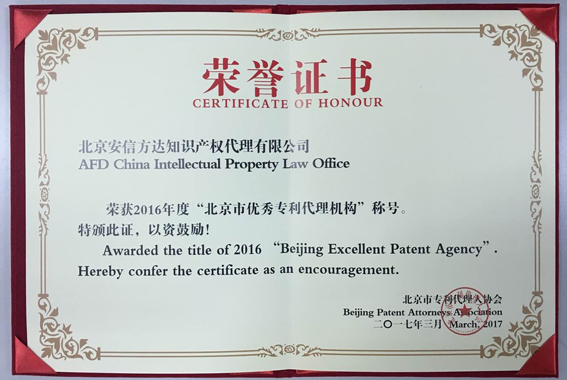 荣誉证书
CERTIFICATE OF HONOUR
北京安信方达知识产权代理有限公司
AFD China Intellectual Property Law Office
荣获2016年度“北京市优秀专利代理机构”称号。
特颁此证，以资鼓励！
Awarded the title of 2016 “Beijing Excellent Patent Agency”.
Hereby confer the certificate as an encouragement.
北京市专利代理人协会
Beijing Patent Attorneys Association
二〇一七年三月 March, 2017